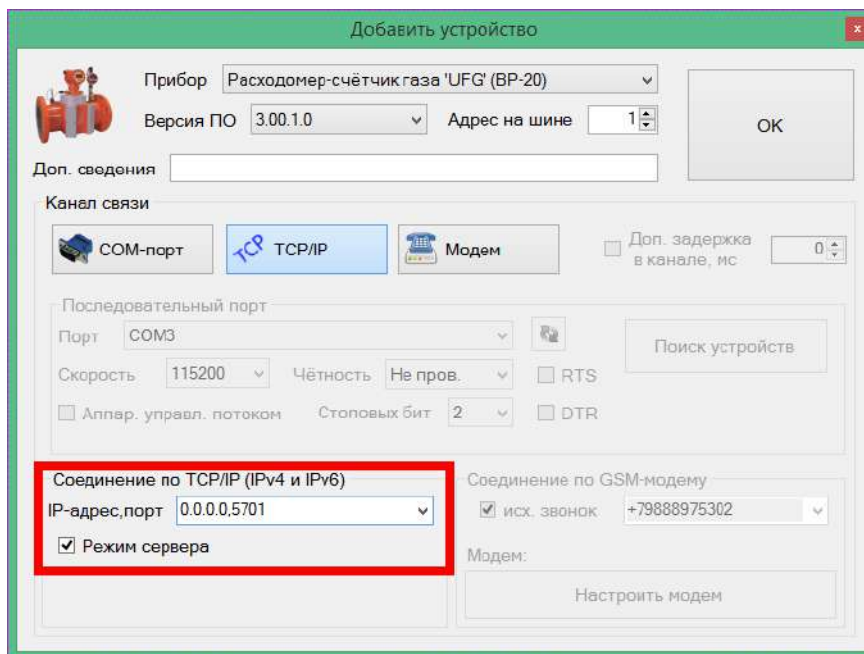 Добавить устройство
x
Прибор Расходомер-счётчик газа 'UFG' (ВР-20)
Версия ПО 3.00.1.0 Адрес на шине 1
OK
Доп. сведения
Канал связи
COM-порт TCP TCP/IP Модем Доп. задержка
в канале, мс 0
Последовательный порт
Порт COM3 Поиск устройств
Скорость 115200 Чётность Не пров. RTS
Аппар. управл. потоком Стоповых бит 2 DTR
Соединение по TCP/IP (IPv4 и IPv6) Соединение по GSM-модему
IP-адрес,порт 0.0.0.0,5701 исх. звонок +79888975302
Режим сервера
Модем:
Настроить модем